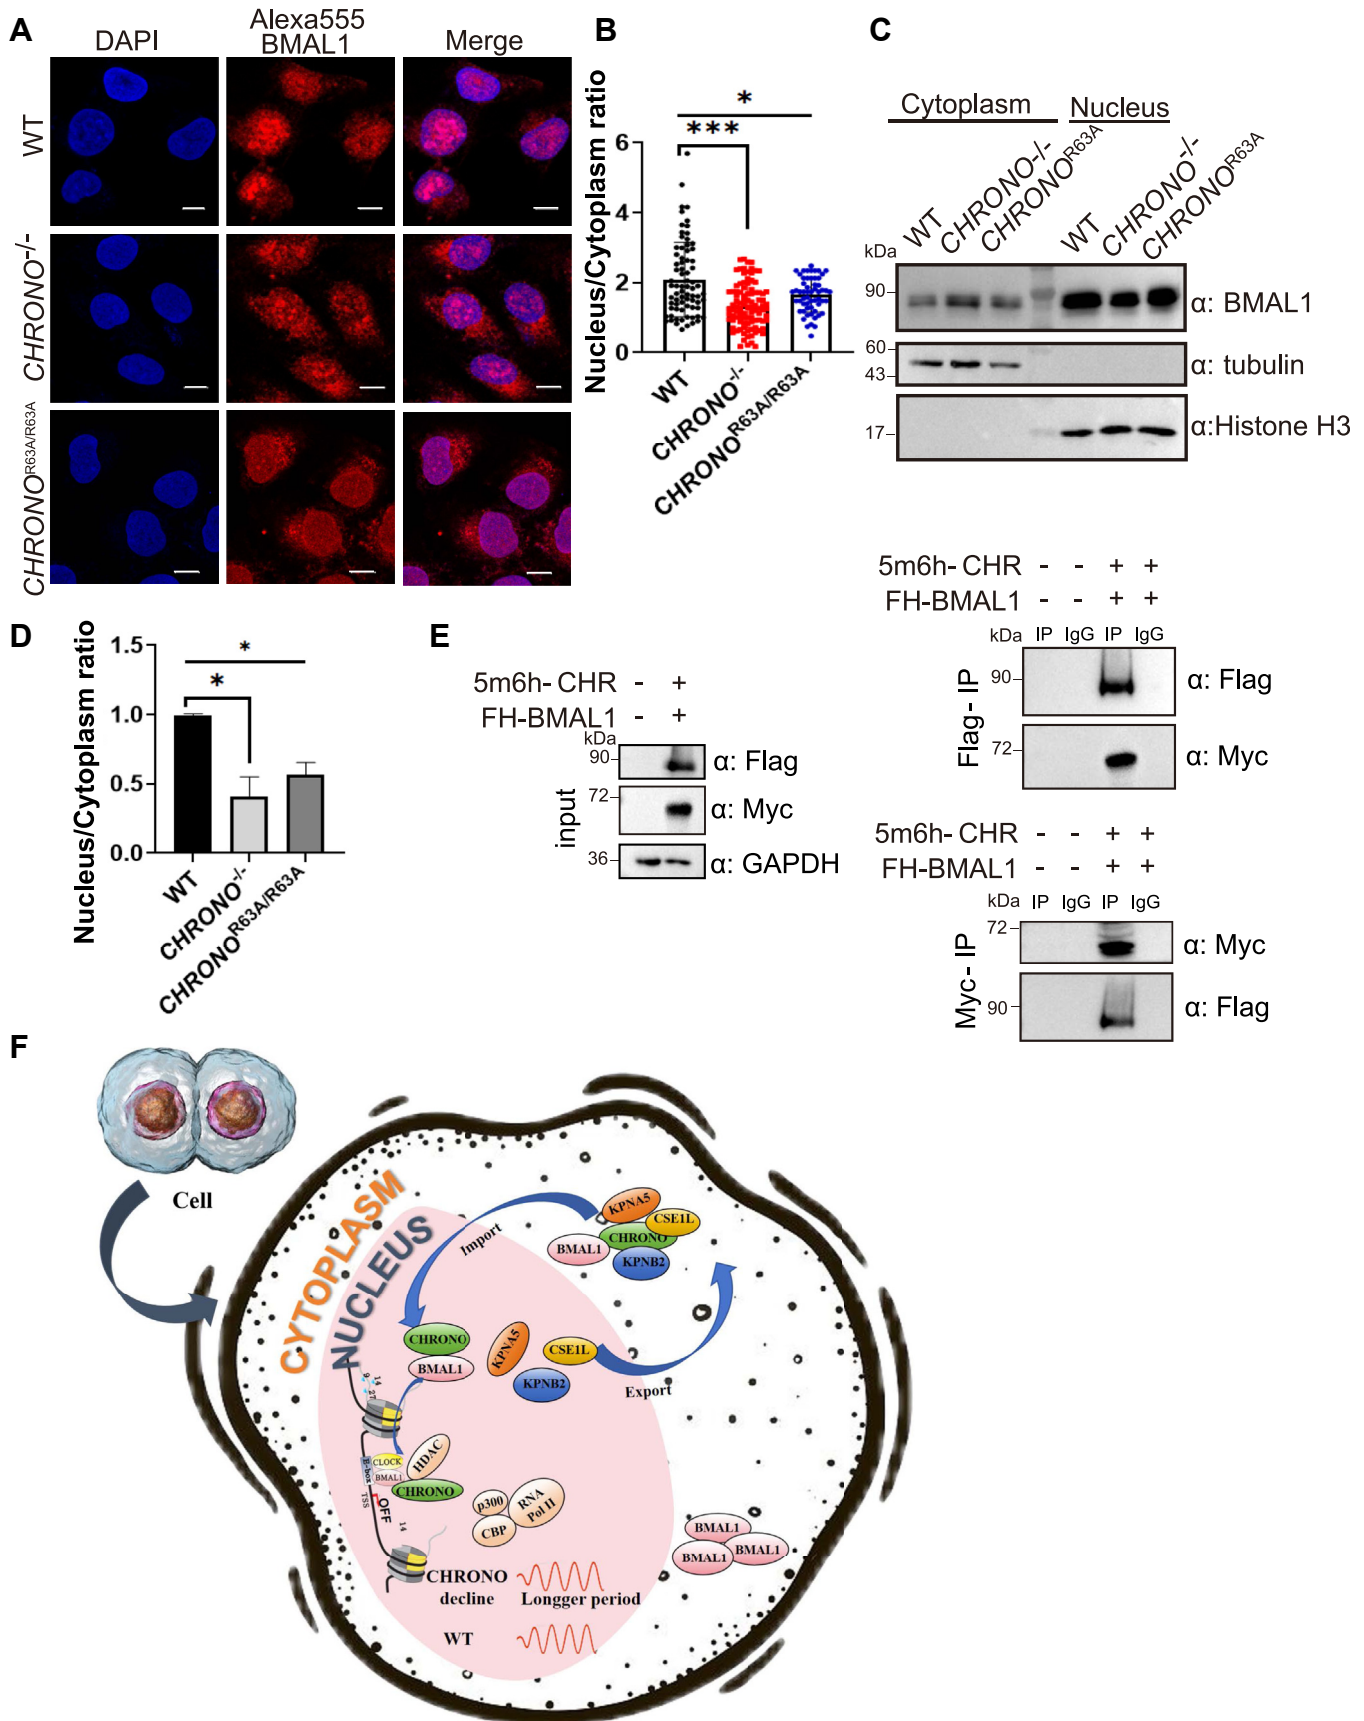 A
DAPI
Alexa555
BMAL1
Merge
WT
CHRONO-/-
CHRONOR63A/R63A
B
Nucleus/Cytoplasm ratio
6
4
2
0
*
***
WT
CHRONO-/-
CHRONOR63A/R63A
C
Cytoplasm
Nucleus
WT
CHRONO-/-
CHRONOR63A
WT
CHRONO-/-
CHRONOR63A
kDa
90
α: BMAL1
60
43
α: tubulin
17
α:Histone H3
D
Nucleus/Cytoplasm ratio
1.5
1.0
0.5
0.0
*
*
WT
CHRONO-/-
CHRONOR63A/R63A
E
5m6h- CHR - +
FH-BMAL1 - +
kDa
input
90
α: Flag
72
α: Myc
36
α: GAPDH
5m6h- CHR - - + +
FH-BMAL1 - - + +
kDa IP IgG IP IgG
Flag- IP
90
α: Flag
72
α: Myc
5m6h- CHR - - + +
FH-BMAL1 - - + +
kDa IP IgG IP IgG
Myc- IP
72
α: Myc
90
α: Flag
F
Cell
CYTOPLASM
NUCLEUS
Import
KPNA5
CSE1L
CHRONO
BMAL1
KPNB2
CHRONO
BMAL1
KPNA5
CSE1L
KPNB2
Export
9
14
27
HDAC
CLOCK
BMAL1
E-box
CHRONO
TSS
OFF
14
p300
CBP
RNA
Pol II
BMAL1
BMAL1
BMAL1
CHRONO
decline
Longger period
WT